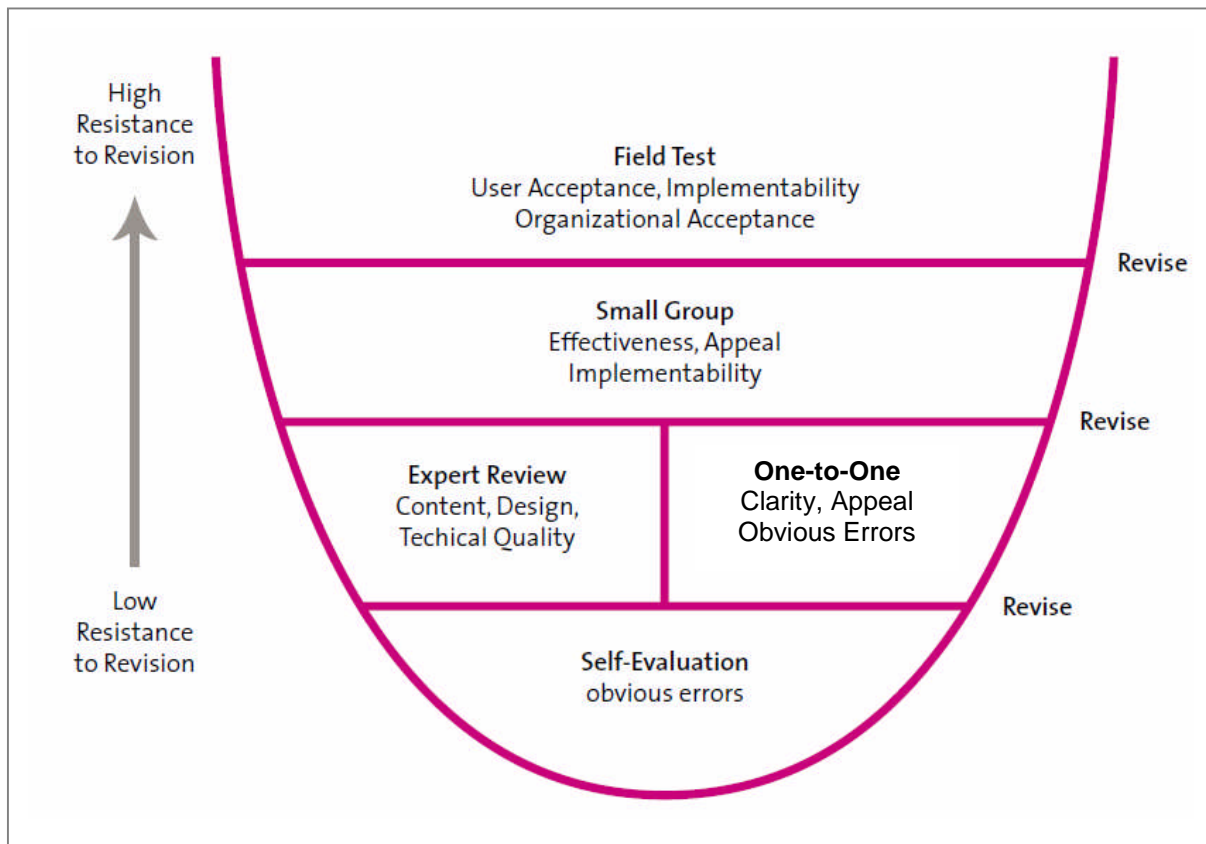 High
Resistance
to Revision
Field Test
User Acceptance, Implementability
Organizational Acceptance
Revise
Small Group
Effectiveness, Appeal
Implementability
Revise
Expert Review
Content, Design,
Techical Quality
One-to-One
Clarity, Appeal
Obvious Errors
Low
Resistance
to Revision
Revise
Self-Evaluation
obvious errors